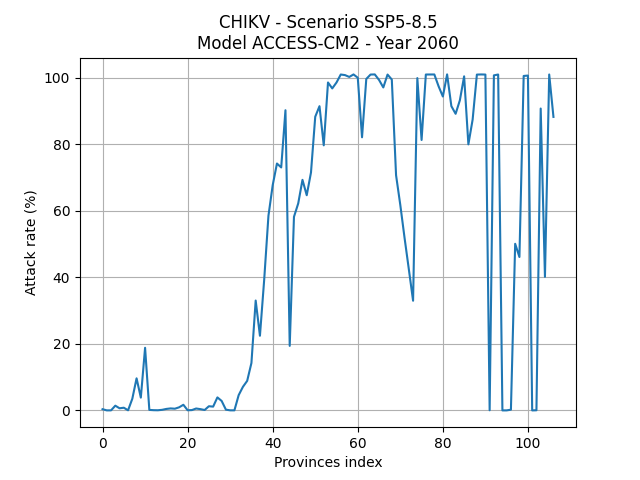 CHIKV - Scenario SSP5-8.5
Model ACCESS-CM2 - Year 2060
100
80
60
40
20
0
Attack rate (%)
0 20 40 60 80 100
Provinces index